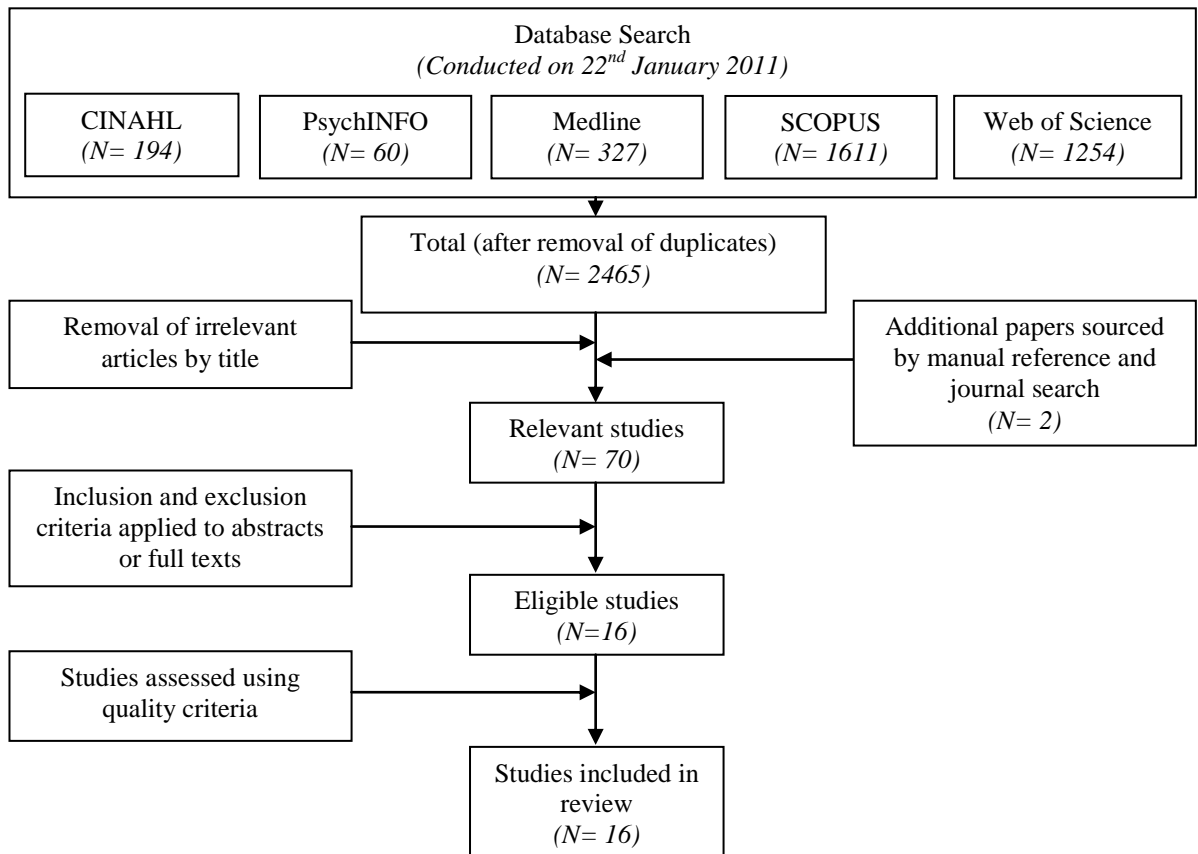 Database Search
(Conducted on 22nd January 2011)
CINAHL
(N= 194)
PsychINFO
(N= 60)
Medline
(N= 327)
SCOPUS
(N= 1611)
Web of Science
(N= 1254)
Total (after removal of duplicates)
(N= 2465)
Removal of irrelevant
articles by title
Additional papers sourced
by manual reference and
journal search
(N= 2)
Relevant studies
(N= 70)
Inclusion and exclusion
criteria applied to abstracts
or full texts
Eligible studies
(N=16)
Studies assessed using
quality criteria
Studies included in
review
(N= 16)